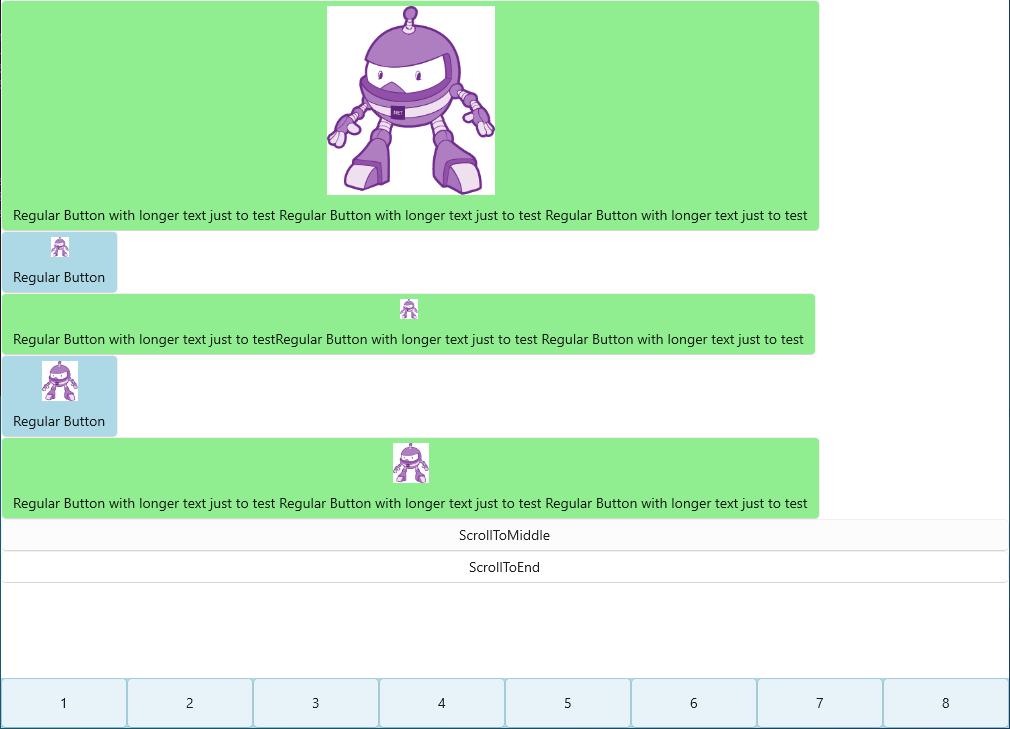 .NET
Regular Button with longer text just to test Regular Button with longer text just to test Regular Button with longer text just to test
Regular Button
Regular Button with longer text just to testRegular Button with longer text just to test Regular Button with longer text just to test
Regular Button
Regular Button with longer text just to test Regular Button with longer text just to test Regular Button with longer text just to test
ScrollToMiddle
ScrollToEnd
1 2 3 4 5 6 7 8